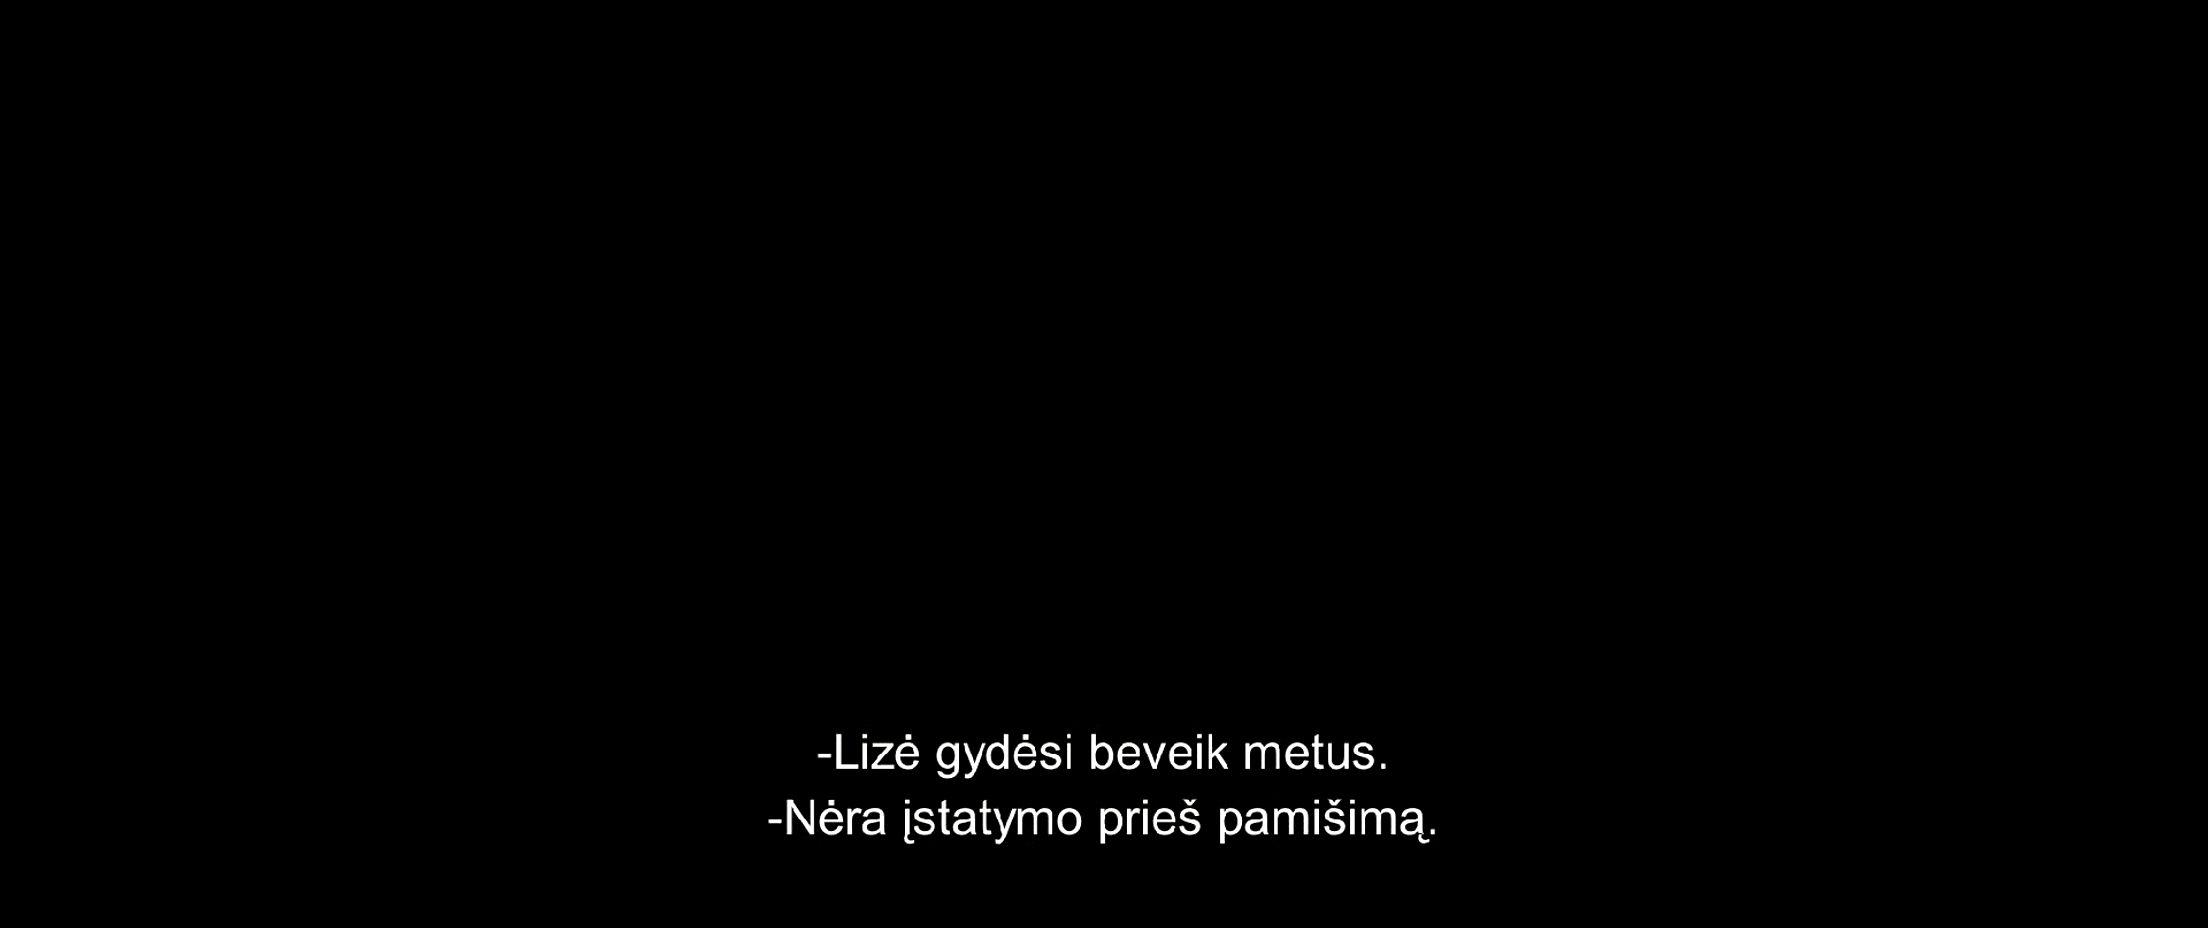 -Lizė gydėsi beveik metus.
-Nėra įstatymo prieš pamišimą.